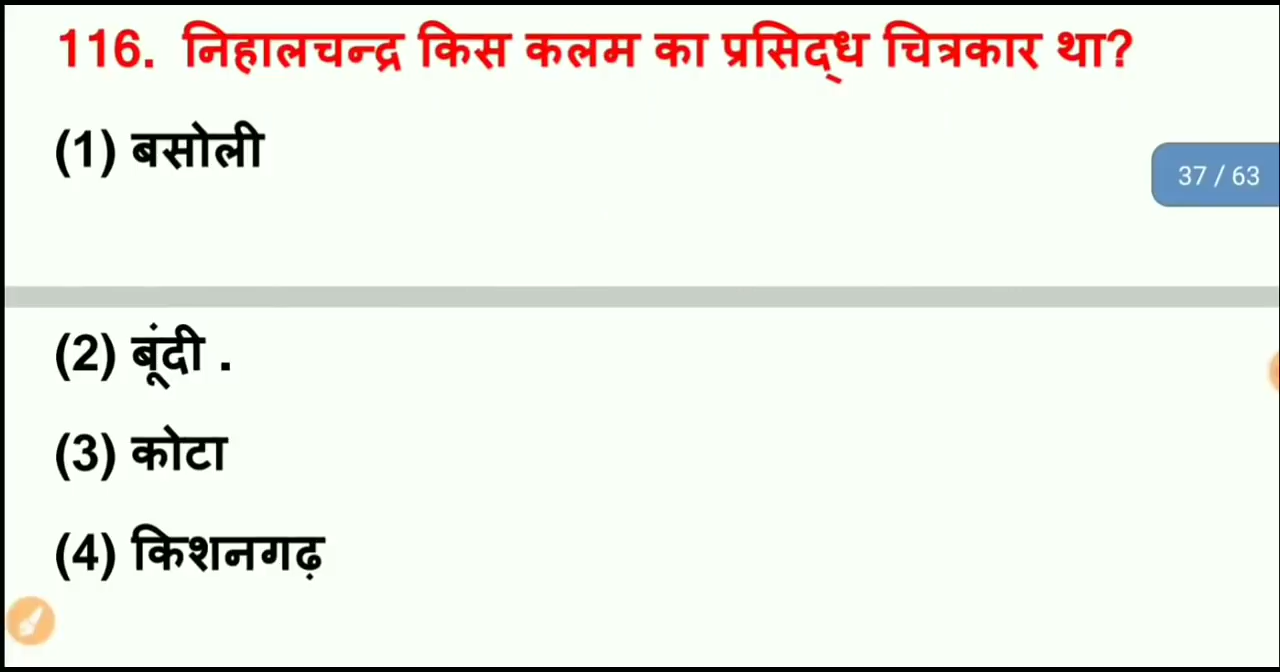 116. निहालचन्द्र किस कलम का प्रसिद्ध चित्रकार था?
(1) बसोली
37 / 63
(2) बूंदी .
(3) कोटा
(4) किशनगढ़